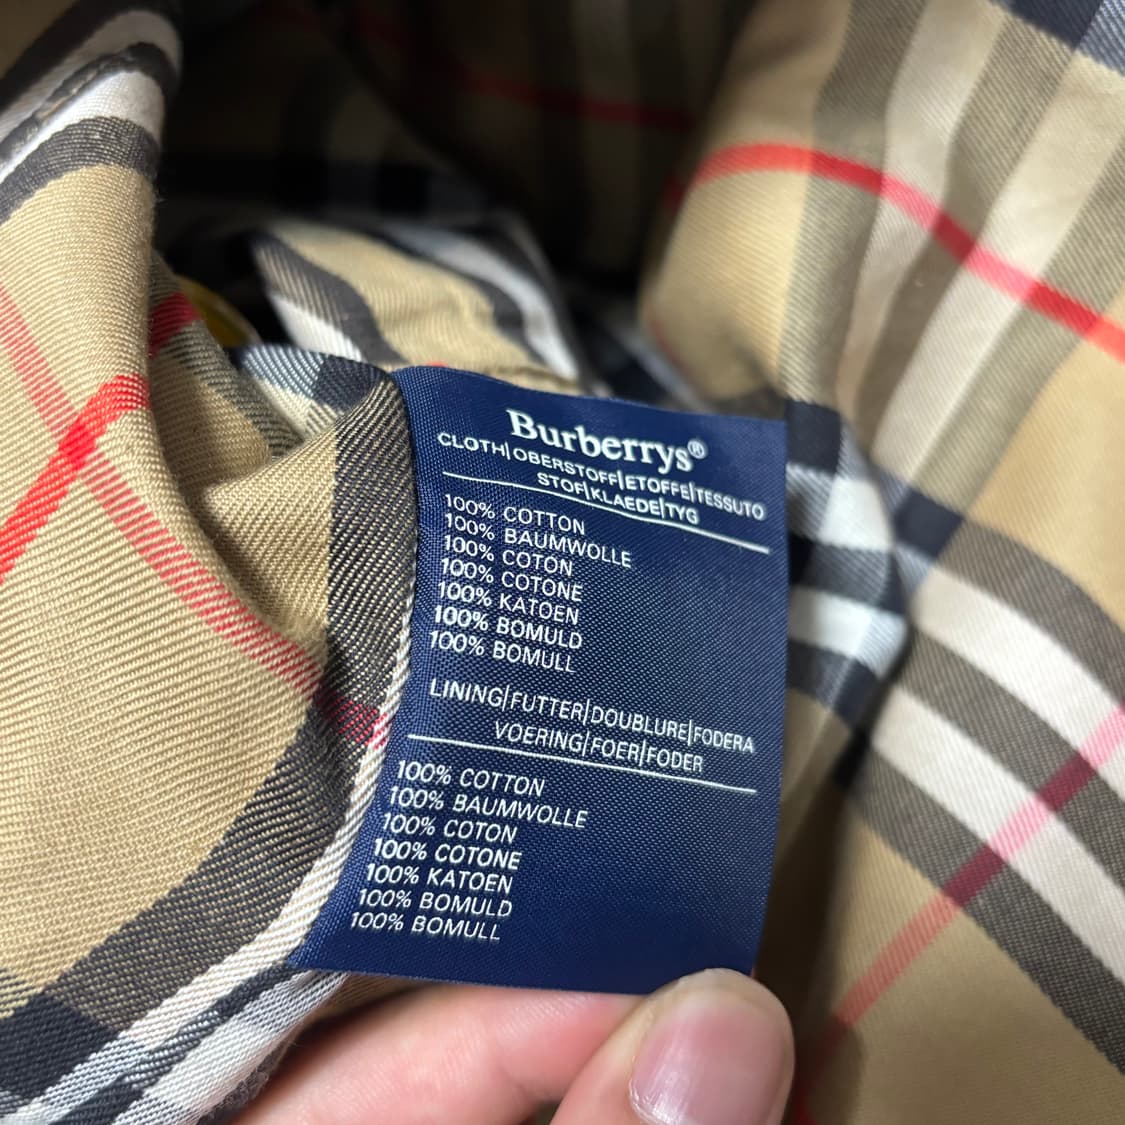 Burberrys®
CLOTH|OBERSTOFF|ETOFFE|TESSUTO
STOF|KLAEDE|TYG
100% COTTON
100% BAUMWOLLE
100% COTON
100% COTONE
100% KATOEN
100% BOMULD
100% BOMULL
LINING|FUTTER|DOUBLURE|FODERA
VOERING|FOER|FODER
100% COTTON
100% BAUMWOLLE
100% COTON
100% COTONE
100% KATOEN
100% BOMULD
100% BOMULL